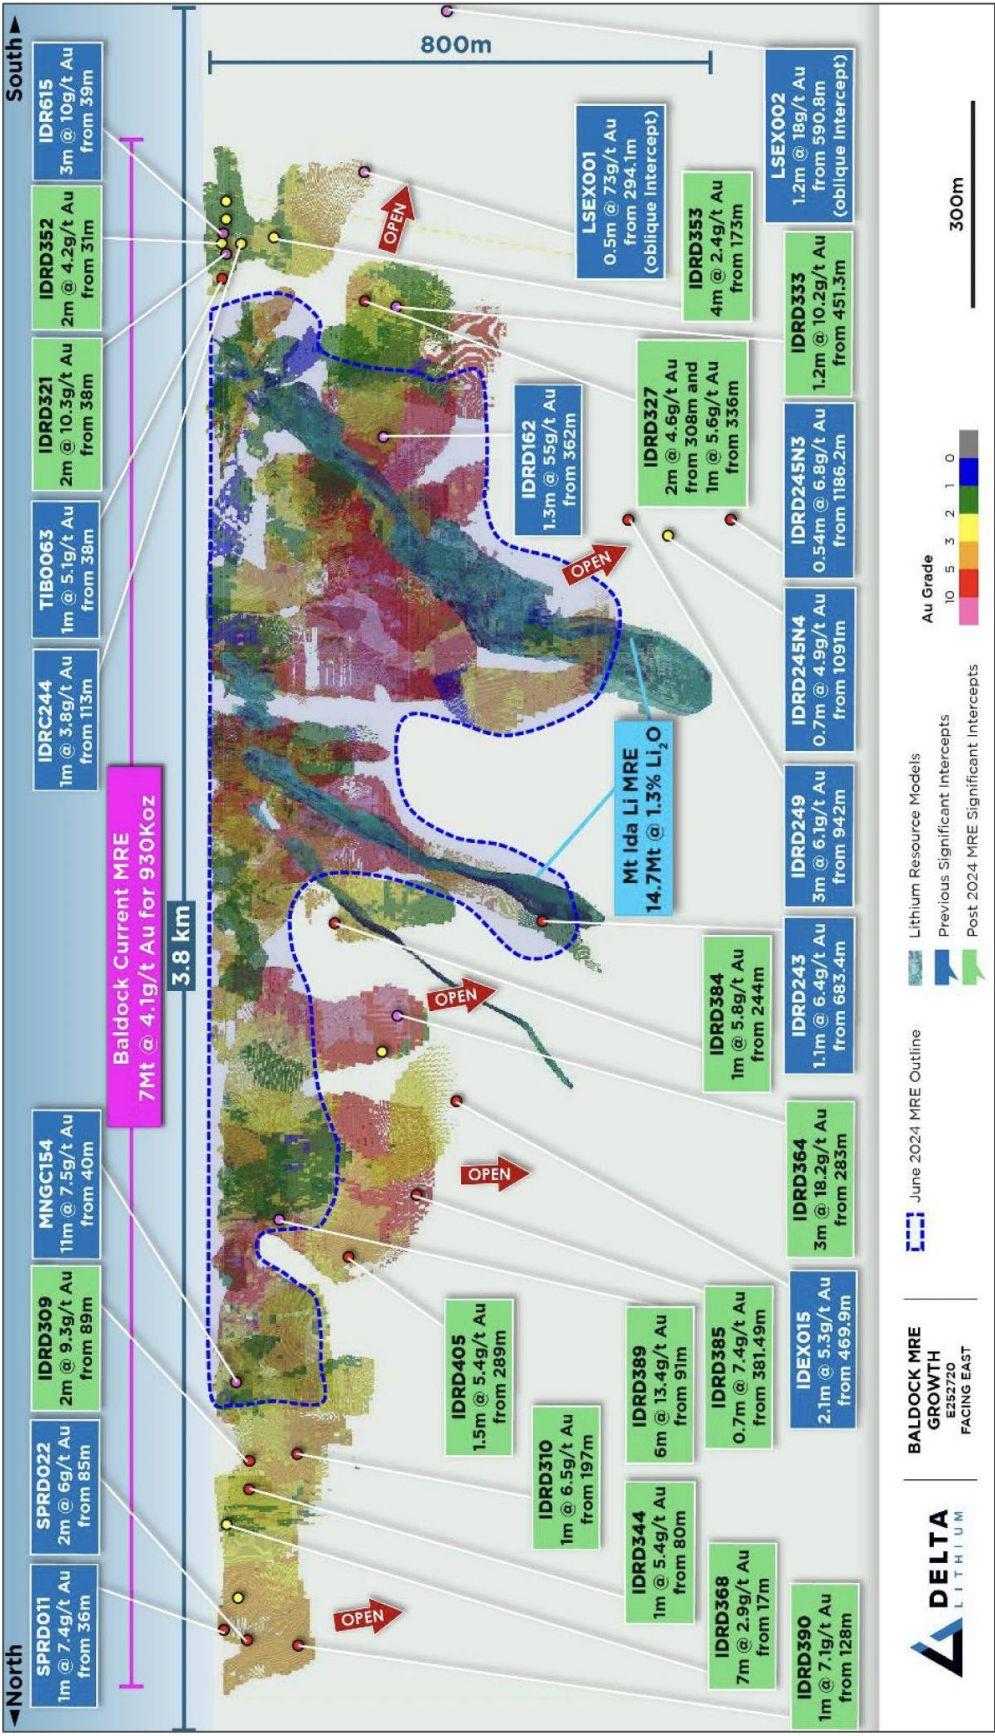 ◄North
South►
SPRD011
1m @ 7.4g/t Au
from 36m
SPRD022
2m @ 6g/t Au
from 85m
IDRD309
2m @ 9.3g/t Au
from 89m
MNGC154
11m @ 7.5g/t Au
from 40m
IDRC244
1m @ 3.8g/t Au
from 113m
TIB0063
1m @ 5.1g/t Au
from 38m
IDRD321
2m @ 10.3g/t Au
from 38m
IDRD352
2m @ 4.2g/t Au
from 31m
IDR615
3m @ 10g/t Au
from 39m
Baldock Current MRE
7Mt @ 4.1g/t Au for 930Koz
3.8 km
800m
OPEN
OPEN
OPEN
OPEN
OPEN
IDRD405
1.5m @ 5.4g/t Au
from 289m
IDRD310
1m @ 6.5g/t Au
from 197m
IDRD344
1m @ 5.4g/t Au
from 80m
IDRD368
7m @ 2.9g/t Au
from 17m
IDRD390
1m @ 7.1g/t Au
from 128m
IDRD389
6m @ 13.4g/t Au
from 91m
IDRD385
0.7m @ 7.4g/t Au
from 381.49m
IDEX015
2.1m @ 5.3g/t Au
from 469.9m
IDRD364
3m @ 18.2g/t Au
from 283m
IDRD384
1m @ 5.8g/t Au
from 244m
IDRD243
1.1m @ 6.4g/t Au
from 683.4m
Mt Ida Li MRE
14.7Mt @ 1.3% Li₂O
IDRD249
3m @ 6.1g/t Au
from 942m
IDRD245N4
0.7m @ 4.9g/t Au
from 1091m
IDRD245N3
0.54m @ 6.8g/t Au
from 1186.2m
IDRD162
1.3m @ 55g/t Au
from 362m
IDRD327
2m @ 4.6g/t Au
from 308m and
1m @ 5.6g/t Au
from 336m
IDRD333
1.2m @ 10.2g/t Au
from 451.3m
IDRD353
4m @ 2.4g/t Au
from 173m
LSEX001
0.5m @ 73g/t Au
from 294.1m
(oblique Intercept)
LSEX002
1.2m @ 18g/t Au
from 590.8m
(oblique Intercept)
DELTA
LITHIUM
BALDOCK MRE
GROWTH
E252720
FACING EAST
June 2024 MRE Outline
Lithium Resource Models
Previous Significant Intercepts
Post 2024 MRE Significant Intercepts
Au Grade
10 5 3 2 1 0
300m